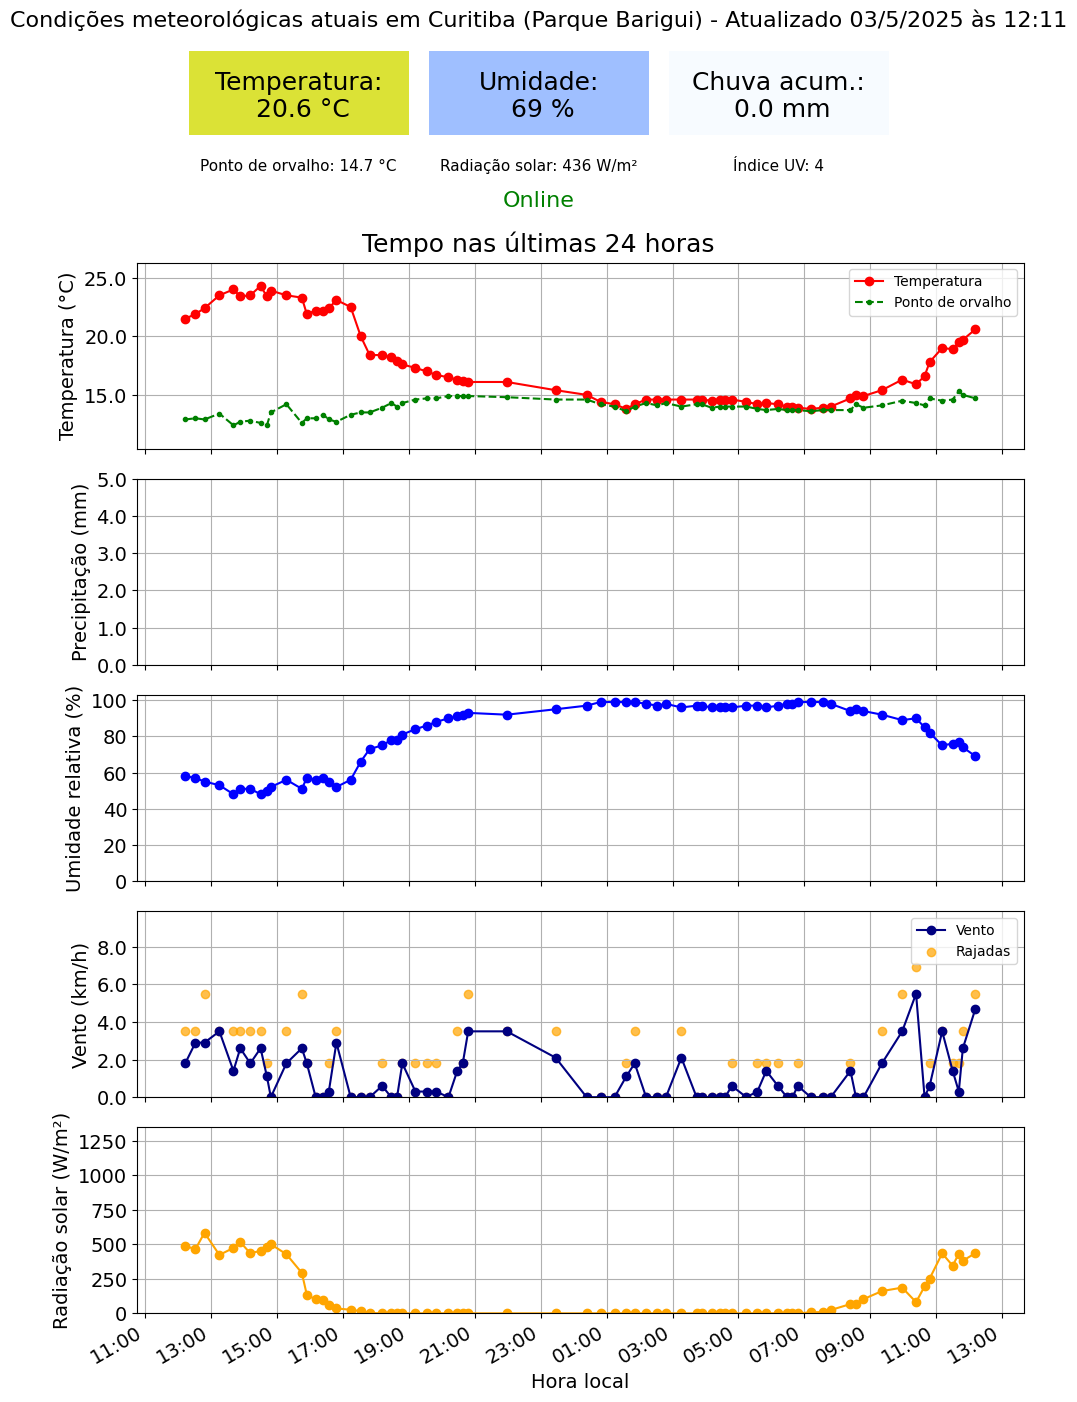 Condições meteorológicas atuais em Curitiba (Parque Barigui) - Atualizado 03/5/2025 às 12:11
Temperatura:
20.6 °C
Umidade:
69 %
Chuva acum.:
0.0 mm
Ponto de orvalho: 14.7 °C
Radiação solar: 436 W/m²
Índice UV: 4
Online
Tempo nas últimas 24 horas
Temperatura (°C)
25.0
20.0
15.0
Temperatura
Ponto de orvalho
Precipitação (mm)
5.0
4.0
3.0
2.0
1.0
0.0
Umidade relativa (%)
100
80
60
40
20
0
Vento (km/h)
8.0
6.0
4.0
2.0
0.0
Vento
Rajadas
Radiação solar (W/m²)
1250
1000
750
500
250
0
11:00
13:00
15:00
17:00
19:00
21:00
23:00
01:00
03:00
05:00
07:00
09:00
11:00
13:00
Hora local